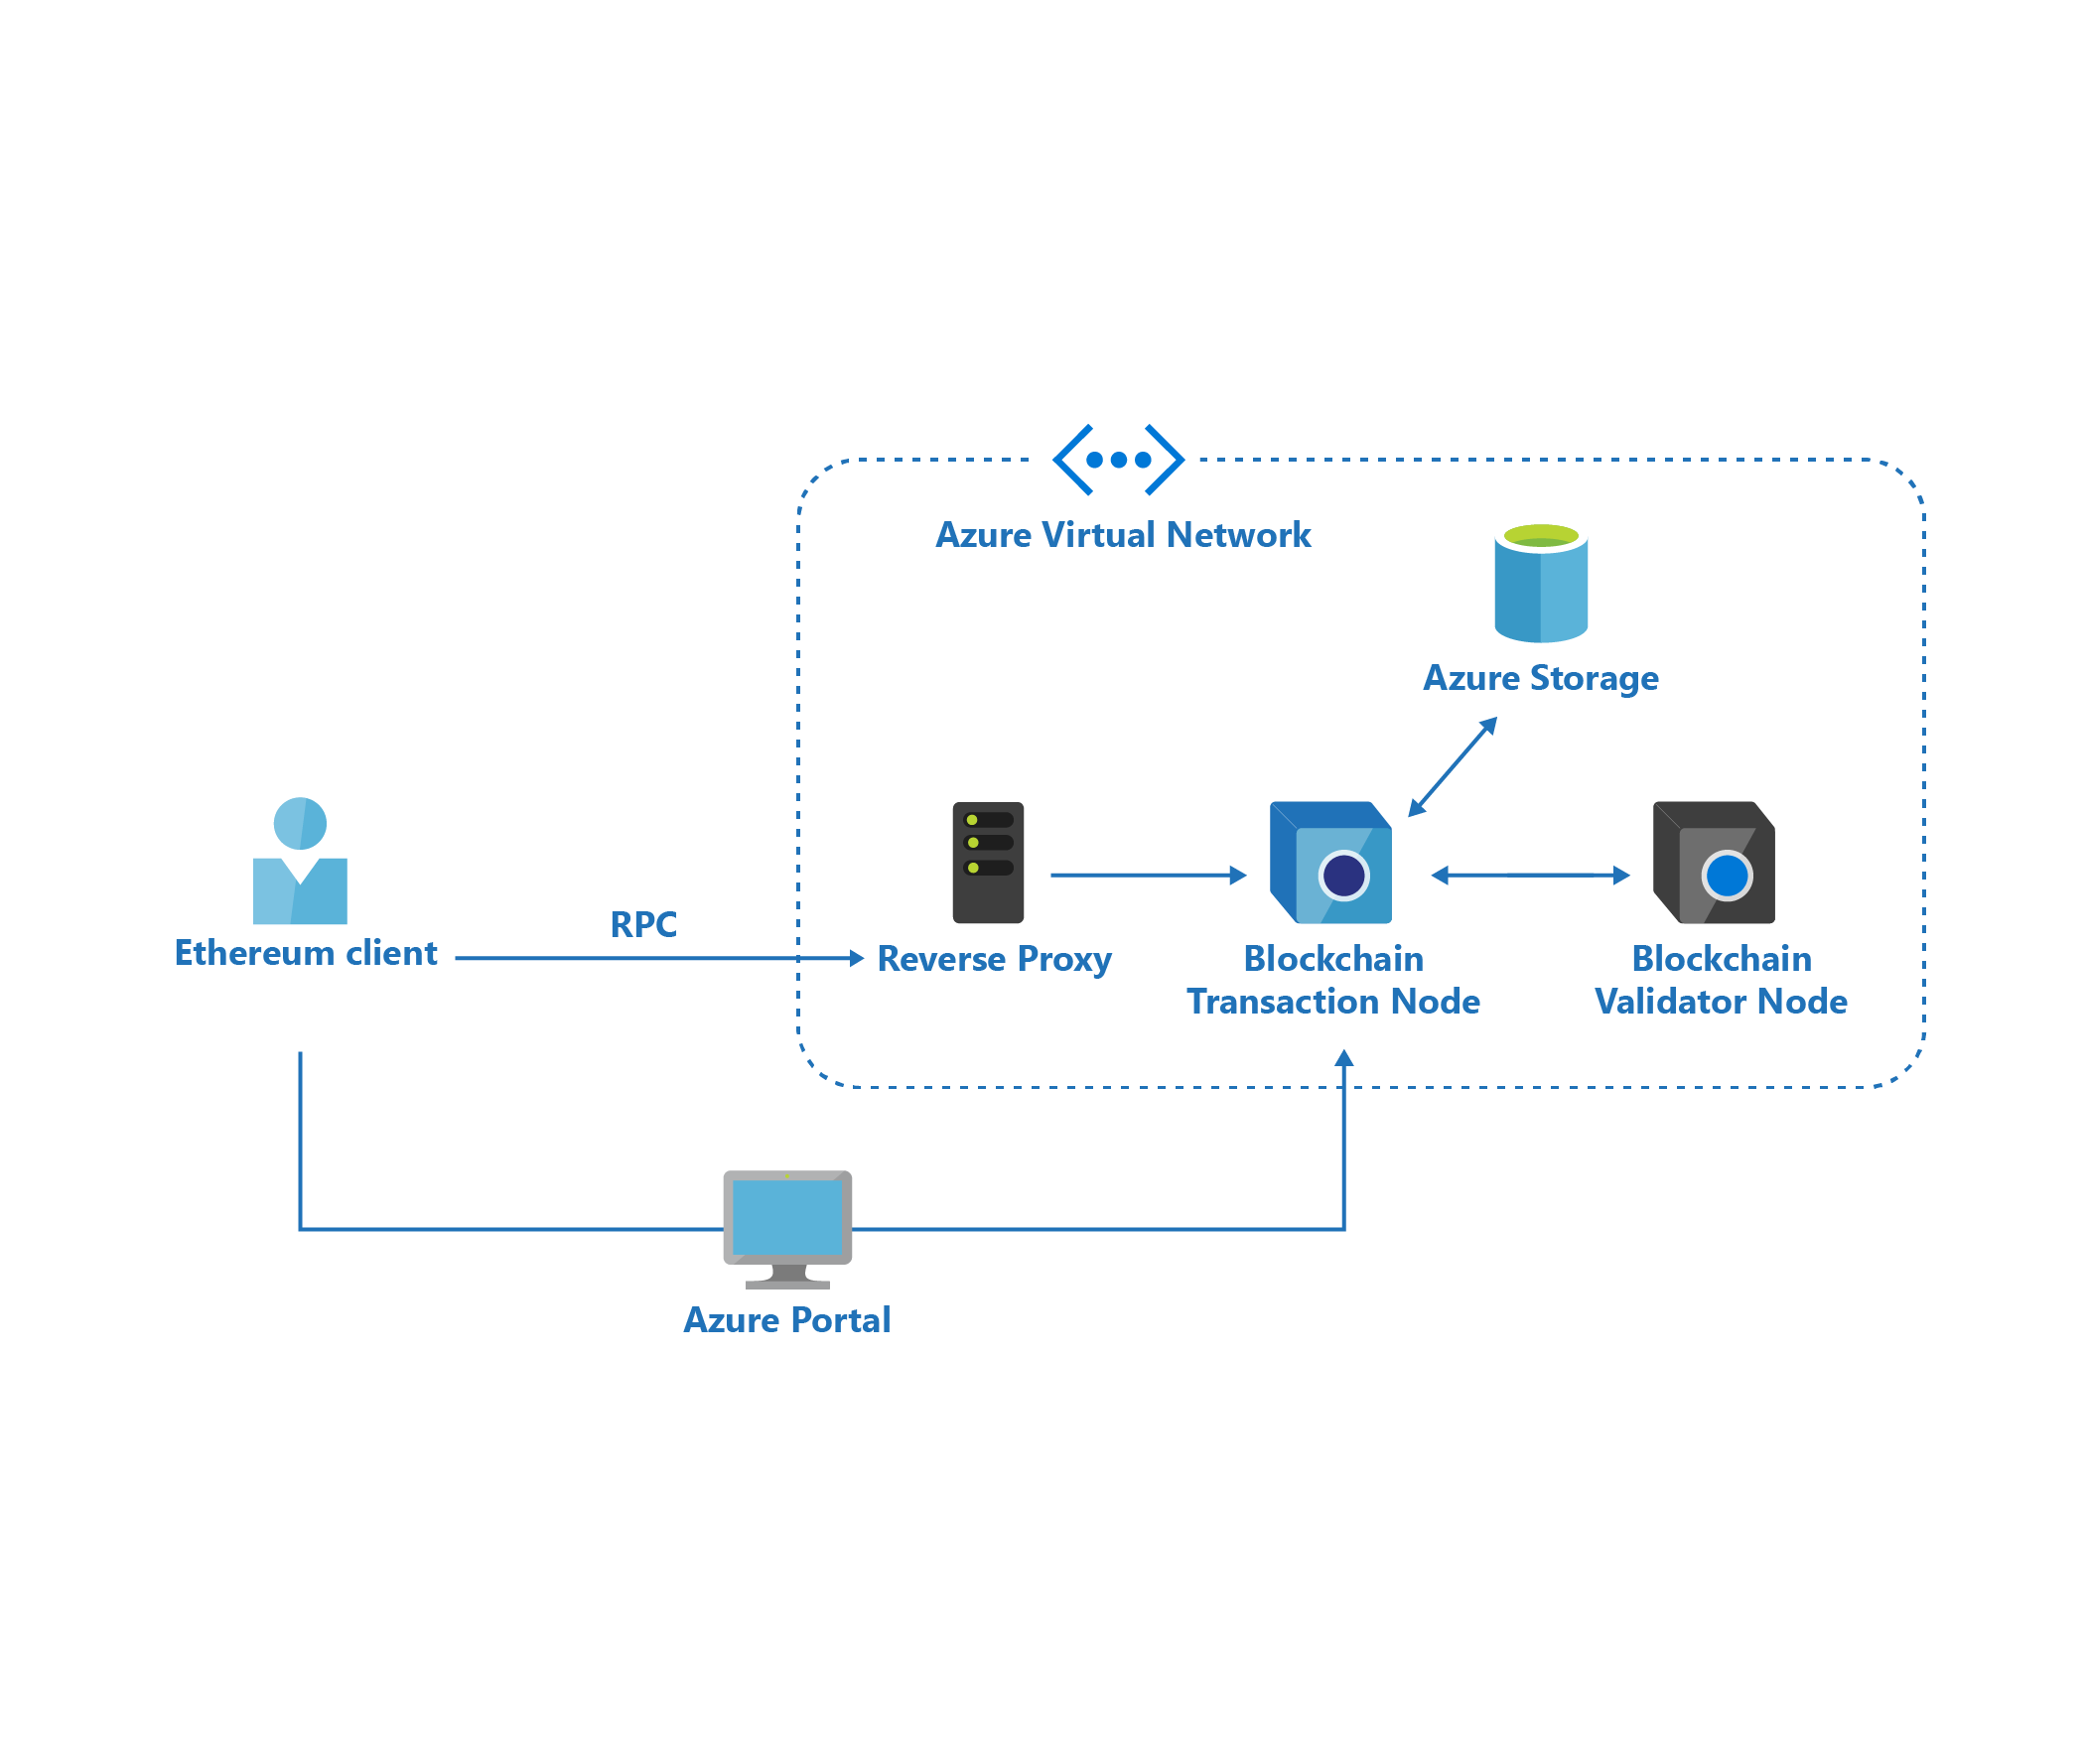 Azure Virtual Network
Azure Storage
RPC
Ethereum client
Reverse Proxy
Blockchain
Transaction Node
Blockchain
Validator Node
Azure Portal